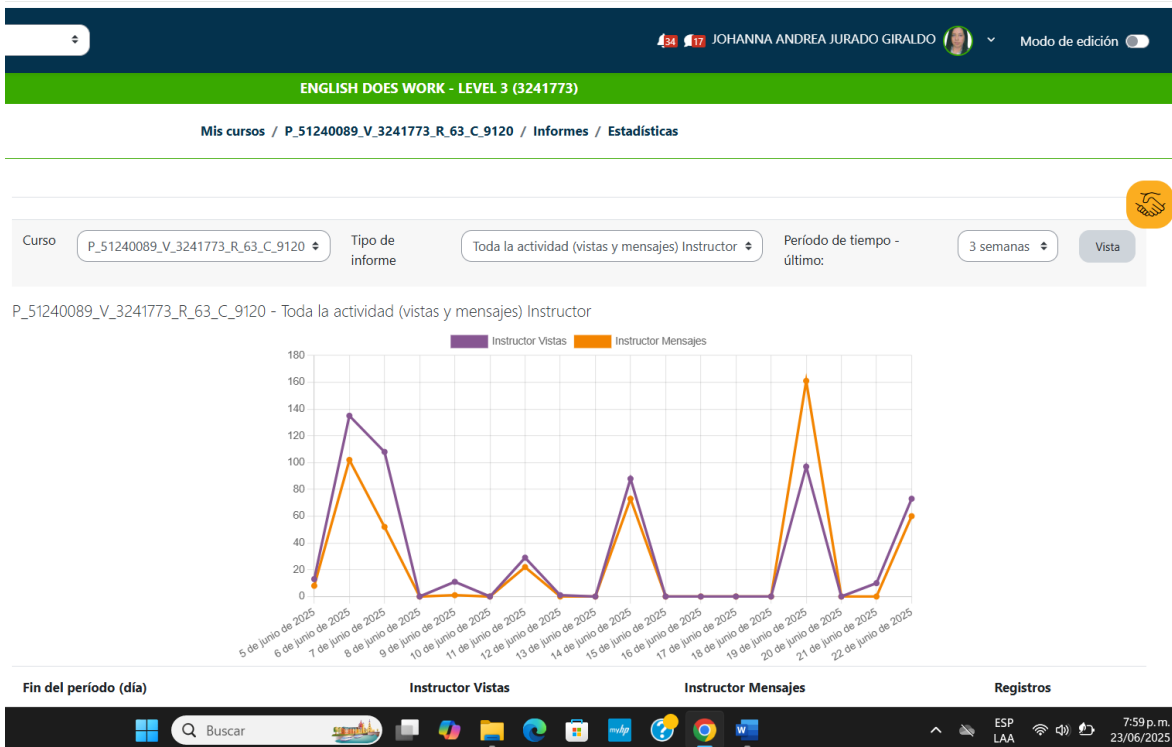 34 17 JOHANNA ANDREA JURADO GIRALDO Modo de edición
ENGLISH DOES WORK - LEVEL 3 (3241773)
Mis cursos / P_51240089_V_3241773_R_63_C_9120 / Informes / Estadísticas
Curso P_51240089_V_3241773_R_63_C_9120 Tipo de informe Toda la actividad (vistas y mensajes) Instructor Período de tiempo - último: 3 semanas Vista
P_51240089_V_3241773_R_63_C_9120 - Toda la actividad (vistas y mensajes) Instructor
Instructor Vistas Instructor Mensajes
180
160
140
120
100
80
60
40
20
0
5 de junio de 2025
6 de junio de 2025
7 de junio de 2025
8 de junio de 2025
9 de junio de 2025
10 de junio de 2025
11 de junio de 2025
12 de junio de 2025
13 de junio de 2025
14 de junio de 2025
15 de junio de 2025
16 de junio de 2025
17 de junio de 2025
18 de junio de 2025
19 de junio de 2025
20 de junio de 2025
21 de junio de 2025
22 de junio de 2025
Fin del período (día) Instructor Vistas Instructor Mensajes Registros
Buscar myhp ESP 7:59 p.m.
LAA 23/06/2025